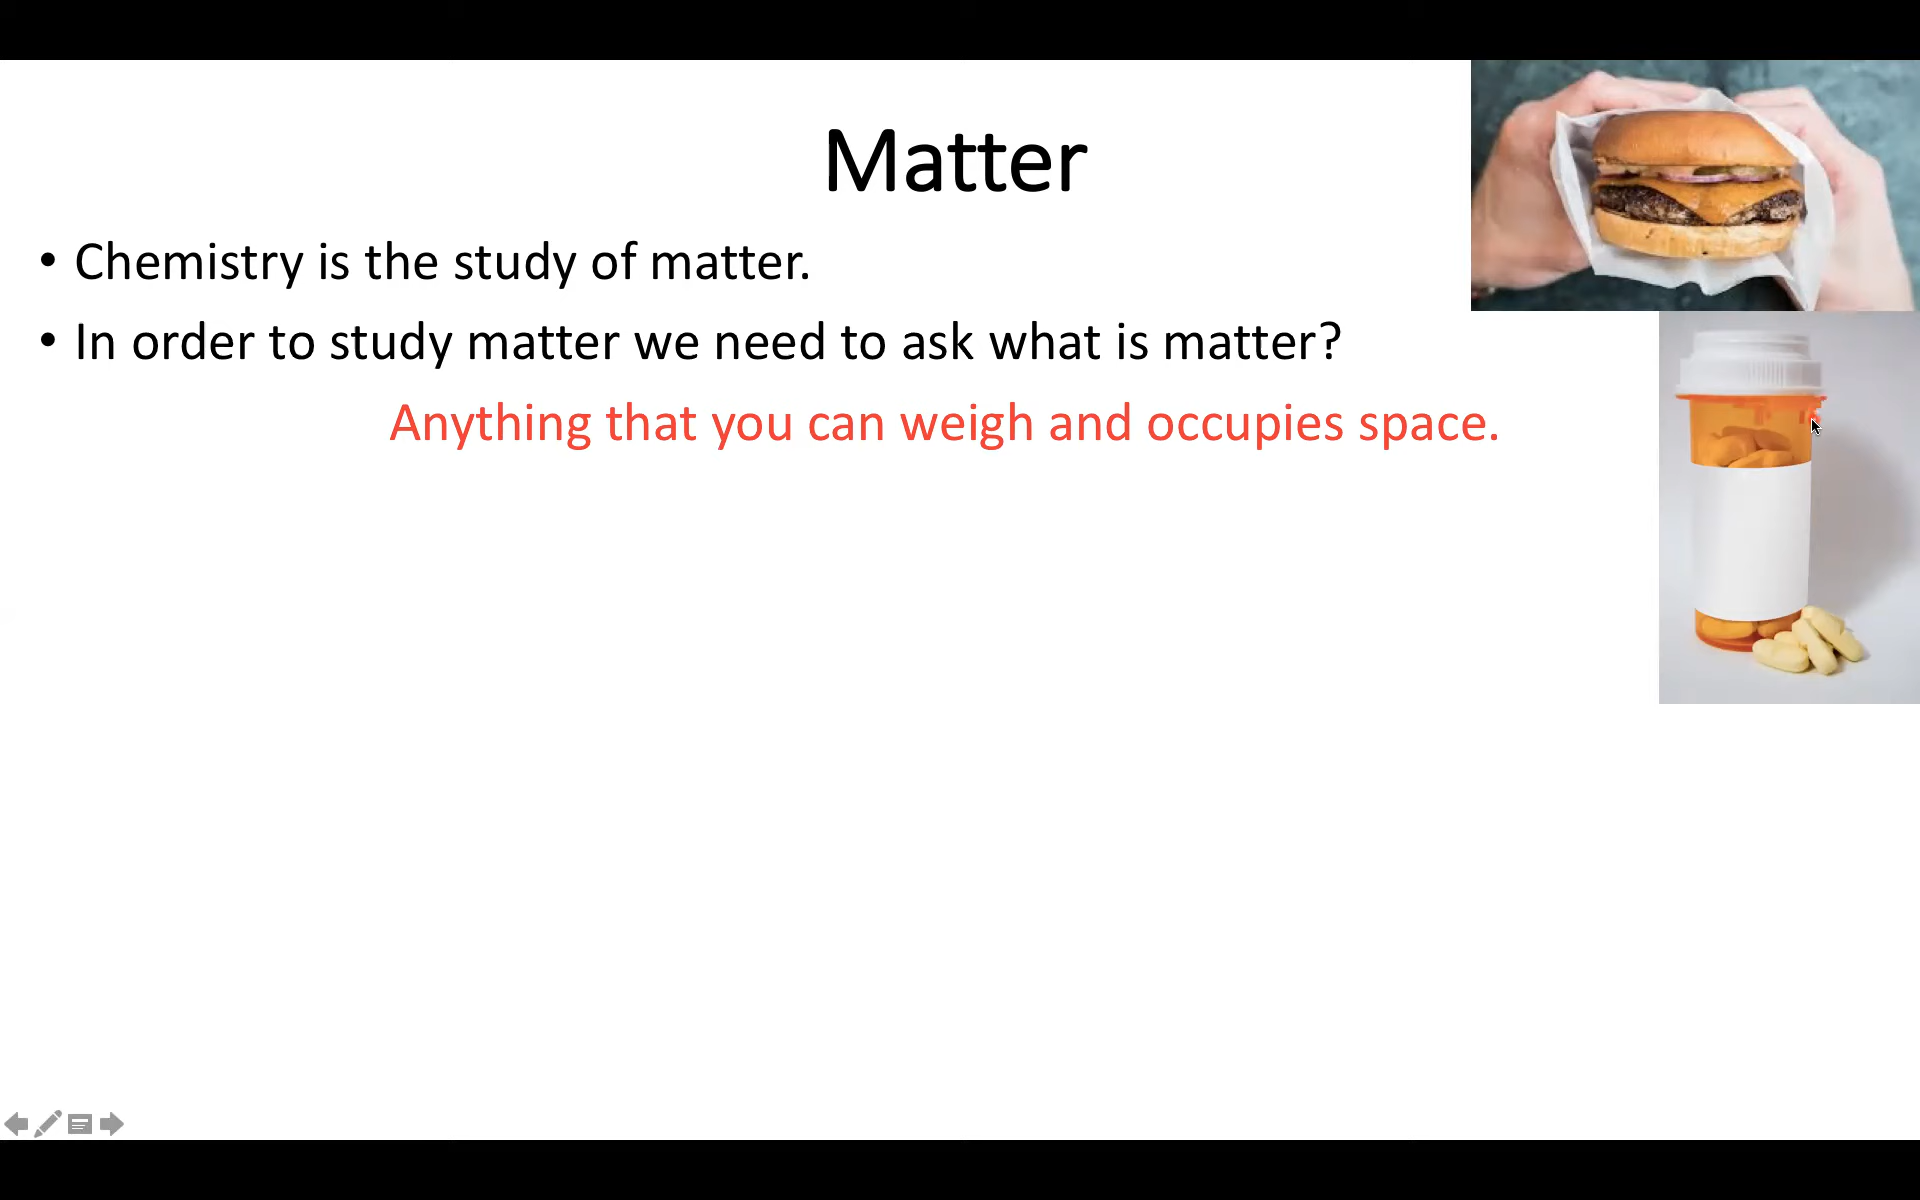 Matter
• Chemistry is the study of matter.
• In order to study matter we need to ask what is matter?
Anything that you can weigh and occupies space.